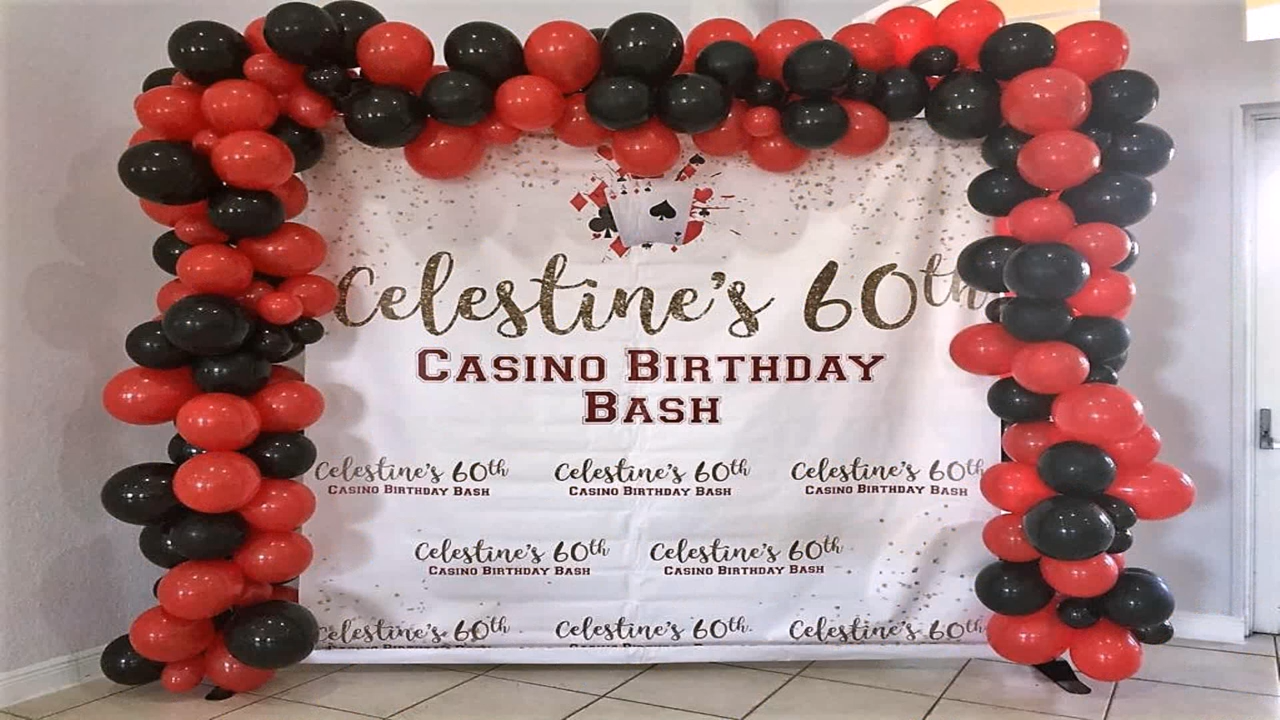 Celestine's 60th
CASINO BIRTHDAY
BASH
Celestine's 60th Celestine's 60th Celestine's 60th
CASINO BIRTHDAY BASH CASINO BIRTHDAY BASH CASINO BIRTHDAY BASH
Celestine's 60th Celestine's 60th
CASINO BIRTHDAY BASH CASINO BIRTHDAY BASH
Celestine's 60th Celestine's 60th Celestine's 60th